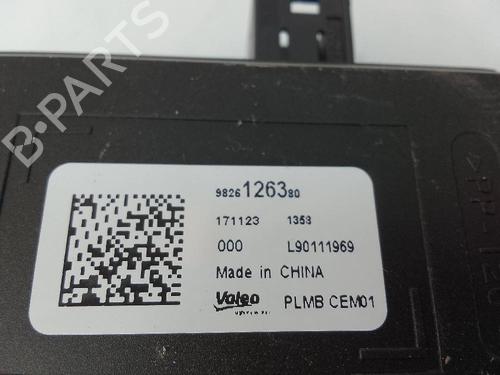 B-PARTS
9826126380
171123 1353
000 L90111969
Made in CHINA
Valeo PLMB CEM01